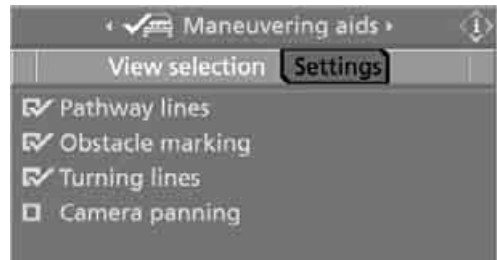 Maneuvering aids
View selection Settings
Pathway lines
Obstacle marking
Turning lines
Camera panning